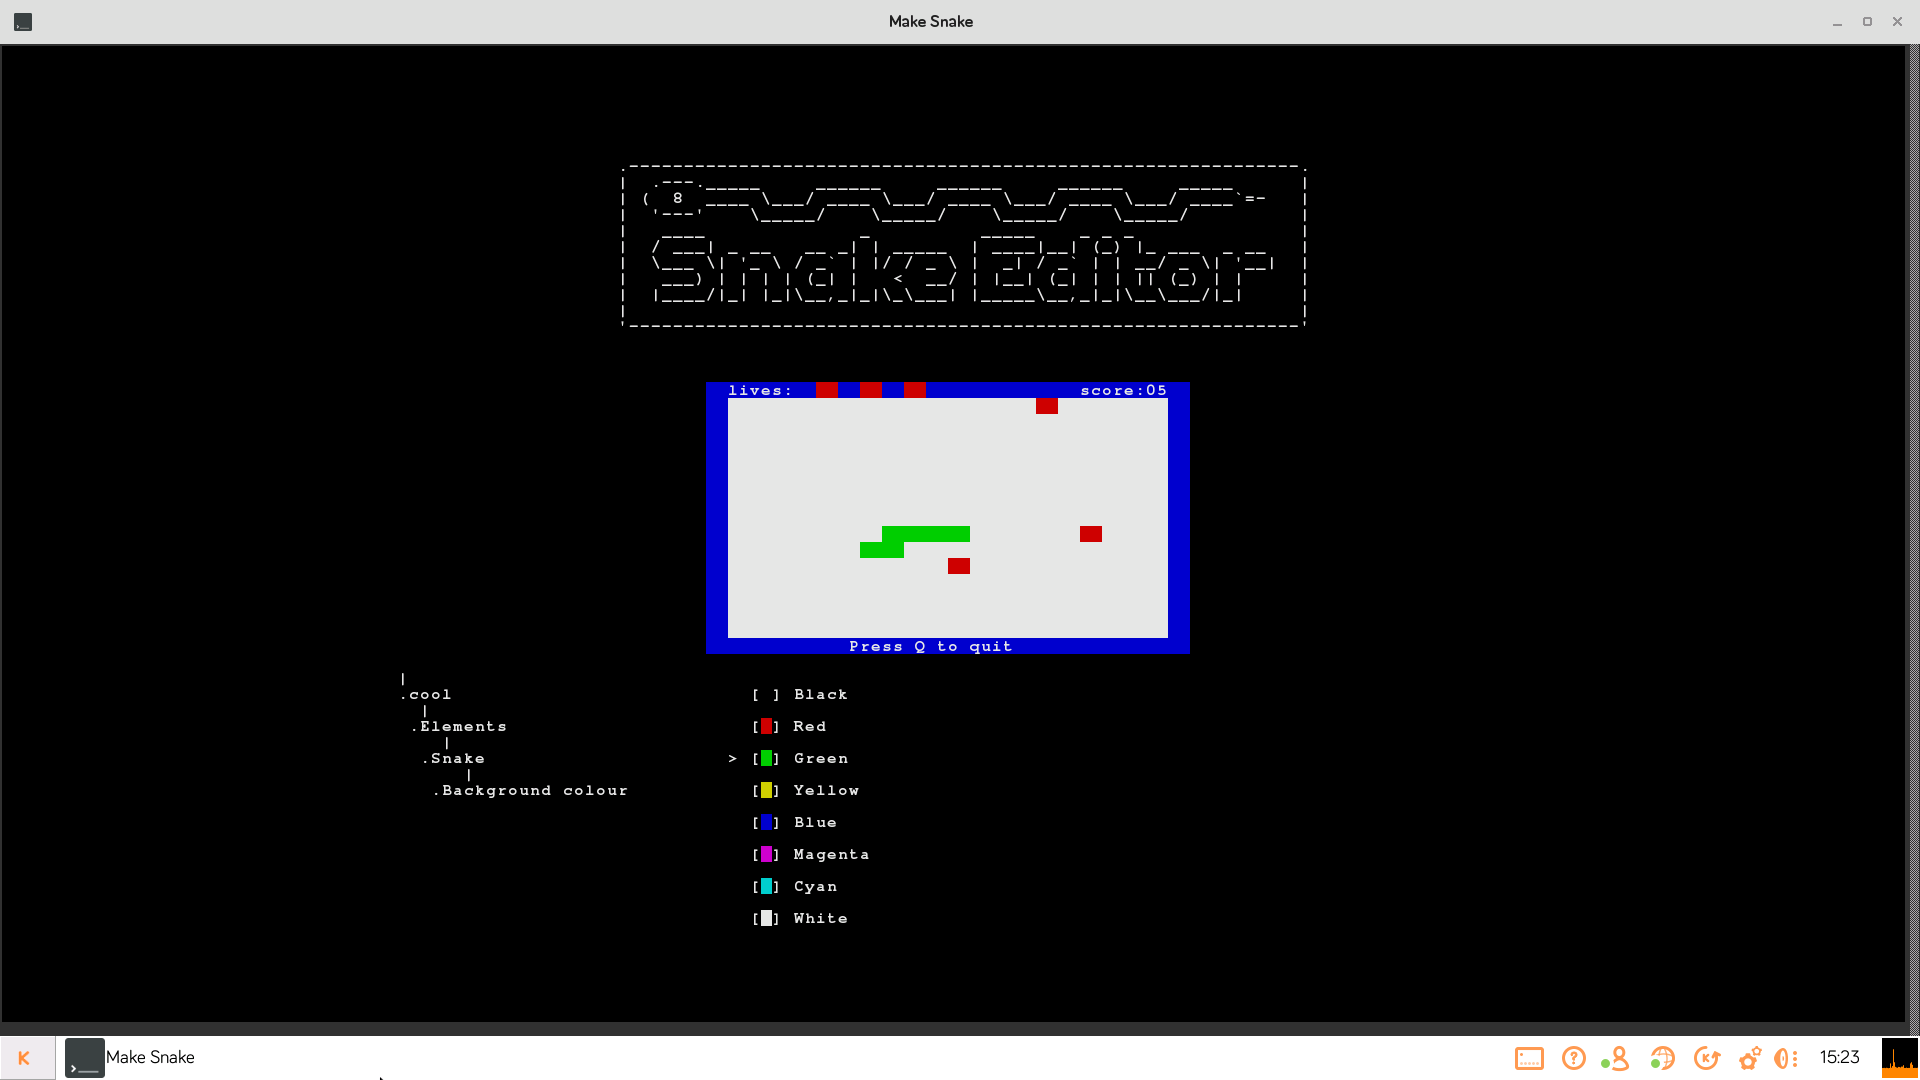 Make Snake
Snake Editor
lives: score:05
Press Q to quit
.cool
.Elements
.Snake
.Background colour
[ ] Black
[ ] Red
> [ ] Green
[ ] Yellow
[ ] Blue
[ ] Magenta
[ ] Cyan
[ ] White
K Make Snake 15:23